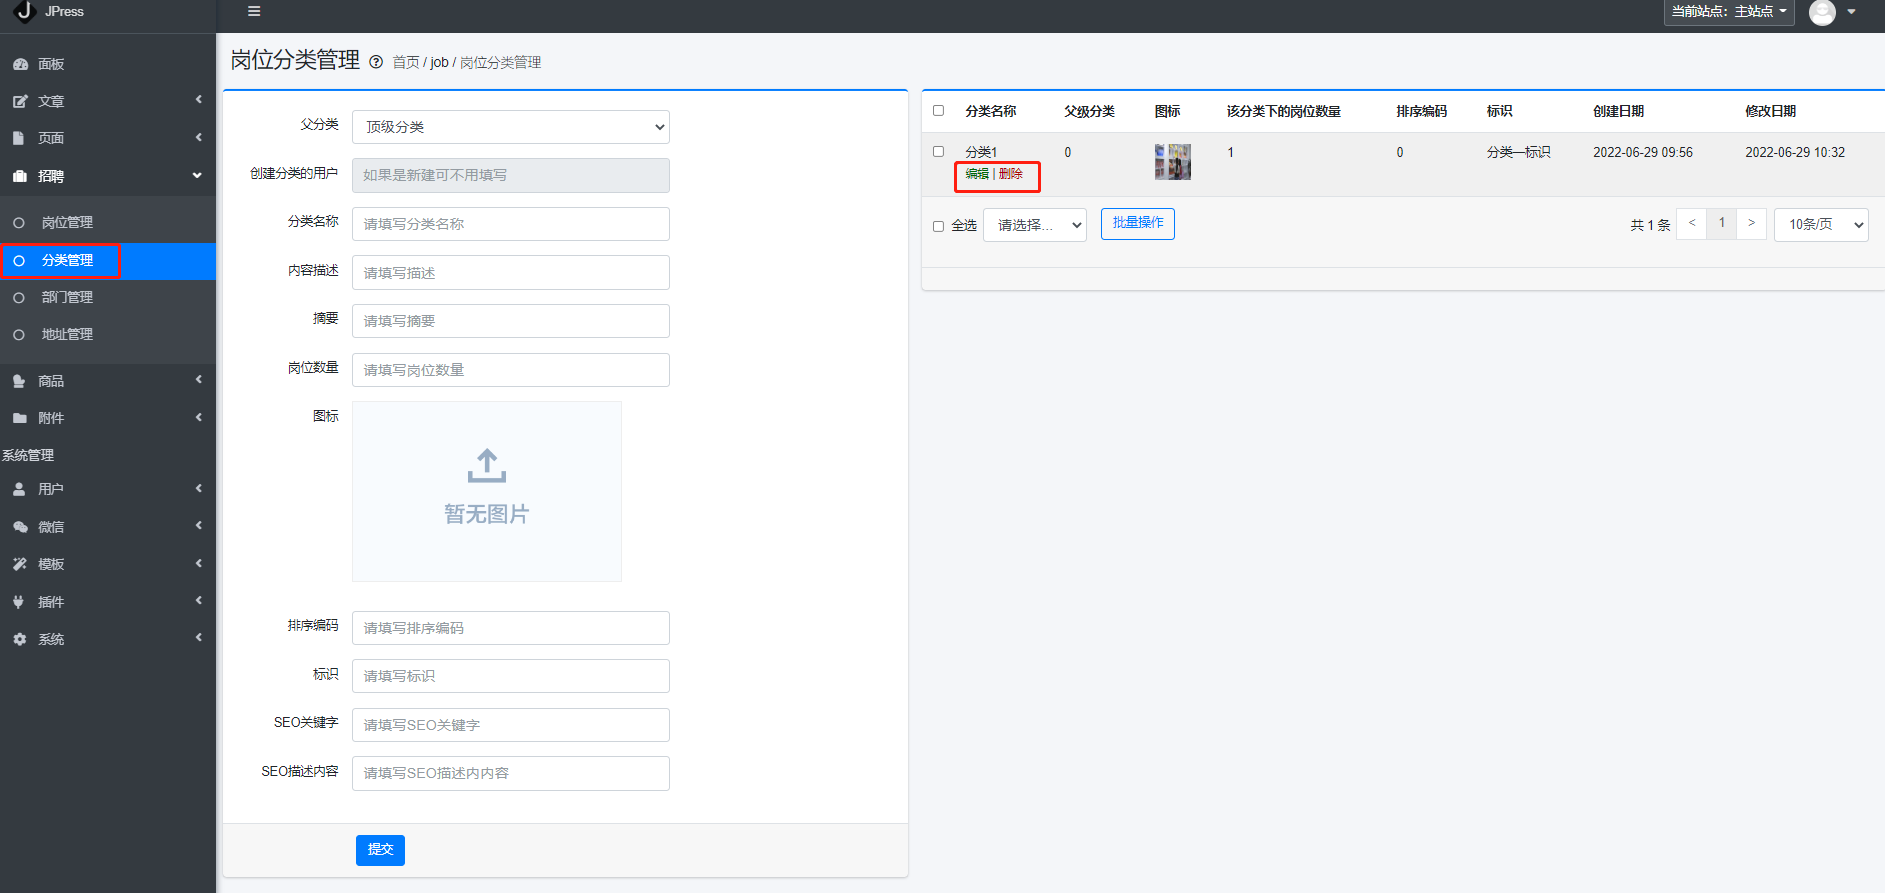 JPress
当前站点：主站点
面板
文章
页面
招聘
岗位管理
分类管理
部门管理
地址管理
商品
附件
系统管理
用户
微信
模板
插件
系统
岗位分类管理 首页 / job / 岗位分类管理
父分类 顶级分类
创建分类的用户 如果是新建可不用填写
分类名称 请填写分类名称
内容描述 请填写描述
摘要 请填写摘要
岗位数量 请填写岗位数量
图标
暂无图片
排序编码 请填写排序编码
标识 请填写标识
SEO关键字 请填写SEO关键字
SEO描述内容 请填写SEO描述内内容
提交
分类名称 父级分类 图标 该分类下的岗位数量 排序编码 标识 创建日期 修改日期
分类1 0 1 0 分类一标识 2022-06-29 09:56 2022-06-29 10:32
编辑 | 删除
全选 请选择... 批量操作 共 1 条 < 1 > 10条/页